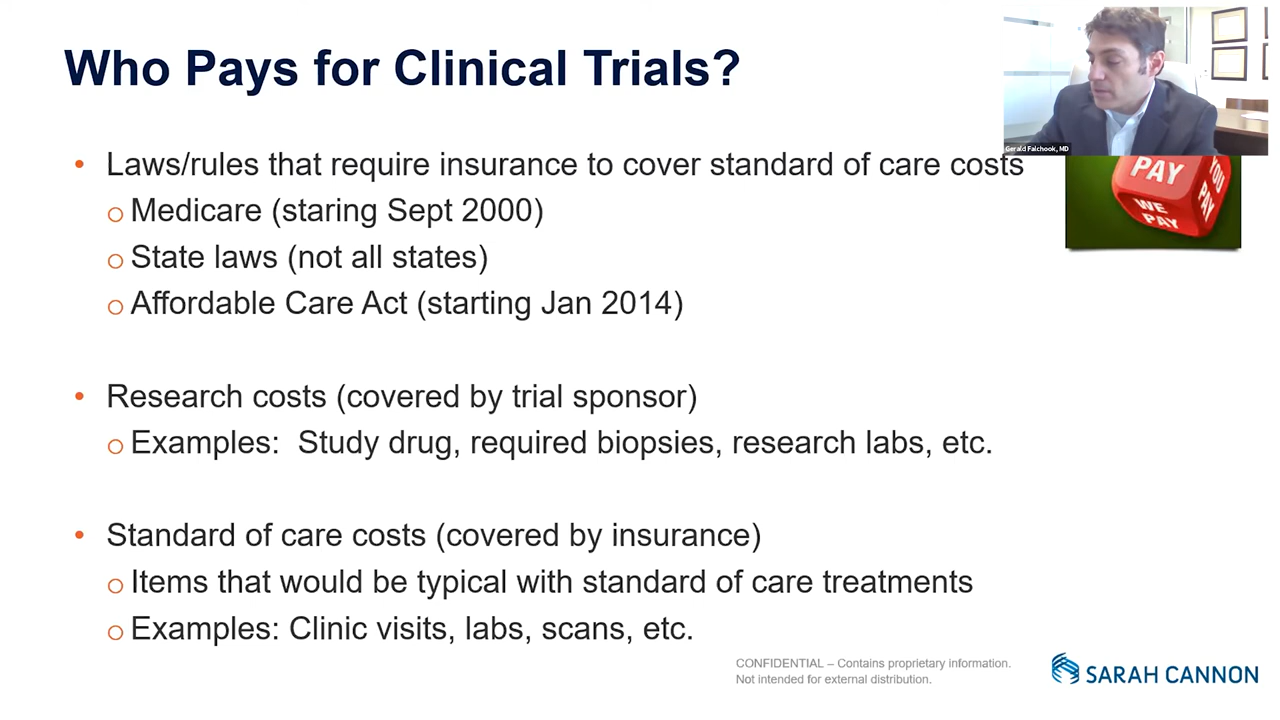 Who Pays for Clinical Trials?
Gerald Falchook, MD
• Laws/rules that require insurance to cover standard of care costs
o Medicare (staring Sept 2000)
o State laws (not all states)
o Affordable Care Act (starting Jan 2014)
PAY
YOU
PAY
WE
PAY
• Research costs (covered by trial sponsor)
o Examples:  Study drug, required biopsies, research labs, etc.
• Standard of care costs (covered by insurance)
o Items that would be typical with standard of care treatments
o Examples: Clinic visits, labs, scans, etc.
CONFIDENTIAL – Contains proprietary information.
Not intended for external distribution.
SARAH CANNON